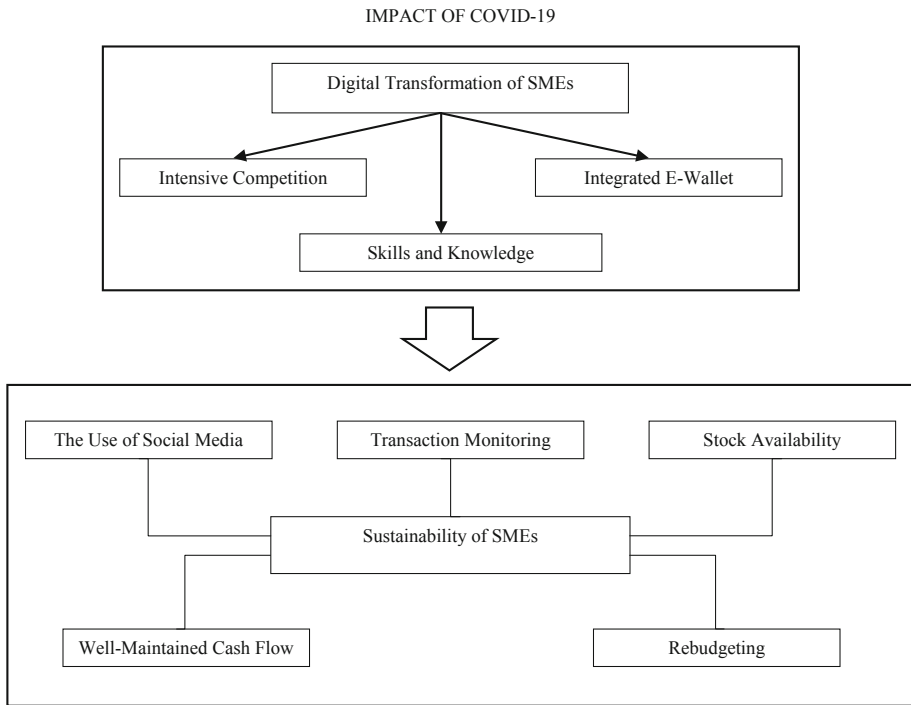 IMPACT OF COVID-19
Digital Transformation of SMEs
Intensive Competition
Integrated E-Wallet
Skills and Knowledge
The Use of Social Media
Transaction Monitoring
Stock Availability
Sustainability of SMEs
Well-Maintained Cash Flow
Rebudgeting